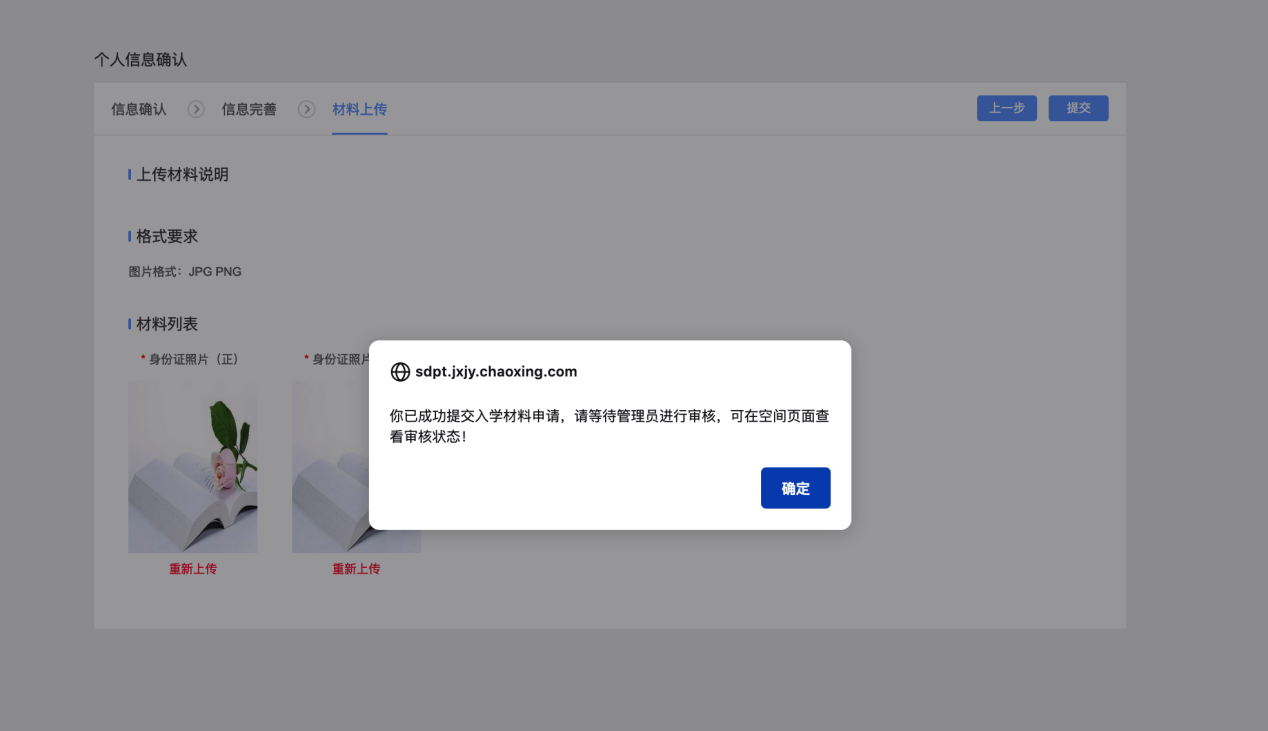 个人信息确认
信息确认
信息完善
材料上传
上一步
提交
上传材料说明
格式要求
图片格式：JPG PNG
材料列表
* 身份证照片（正）
* 身份证照片
sdpt.jxjy.chaoxing.com
你已成功提交入学材料申请，请等待管理员进行审核，可在空间页面查
看审核状态！
确定
重新上传
重新上传